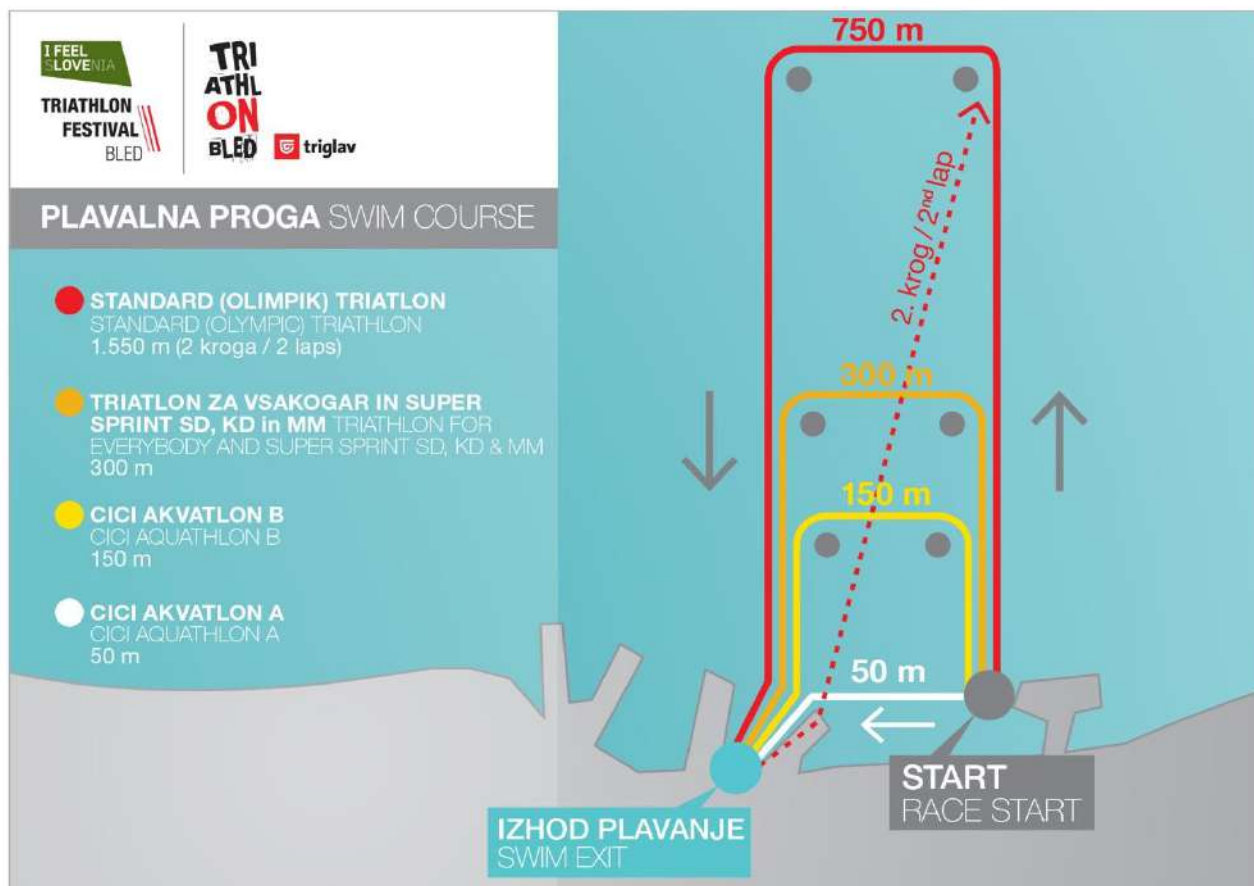 I FEEL
SLOVENIA
TRIATHLON
FESTIVAL
BLED
TRI
ATHL
ON
BLED
triglav
PLAVALNA PROGA SWIM COURSE
STANDARD (OLIMPIK) TRIATLON
STANDARD (OLYMPIC) TRIATHLON
1.550 m (2 kroga / 2 laps)
TRIATLON ZA VSAKOGAR IN SUPER
SPRINT SD, KD in MM TRIATHLON FOR
EVERYBODY AND SUPER SPRINT SD, KD & MM
300 m
CICI AKVATLON B
CICI AQUATHLON B
150 m
CICI AKVATLON A
CICI AQUATHLON A
50 m
750 m
2. krog / 2nd lap
300 m
150 m
50 m
START
RACE START
IZHOD PLAVANJE
SWIM EXIT